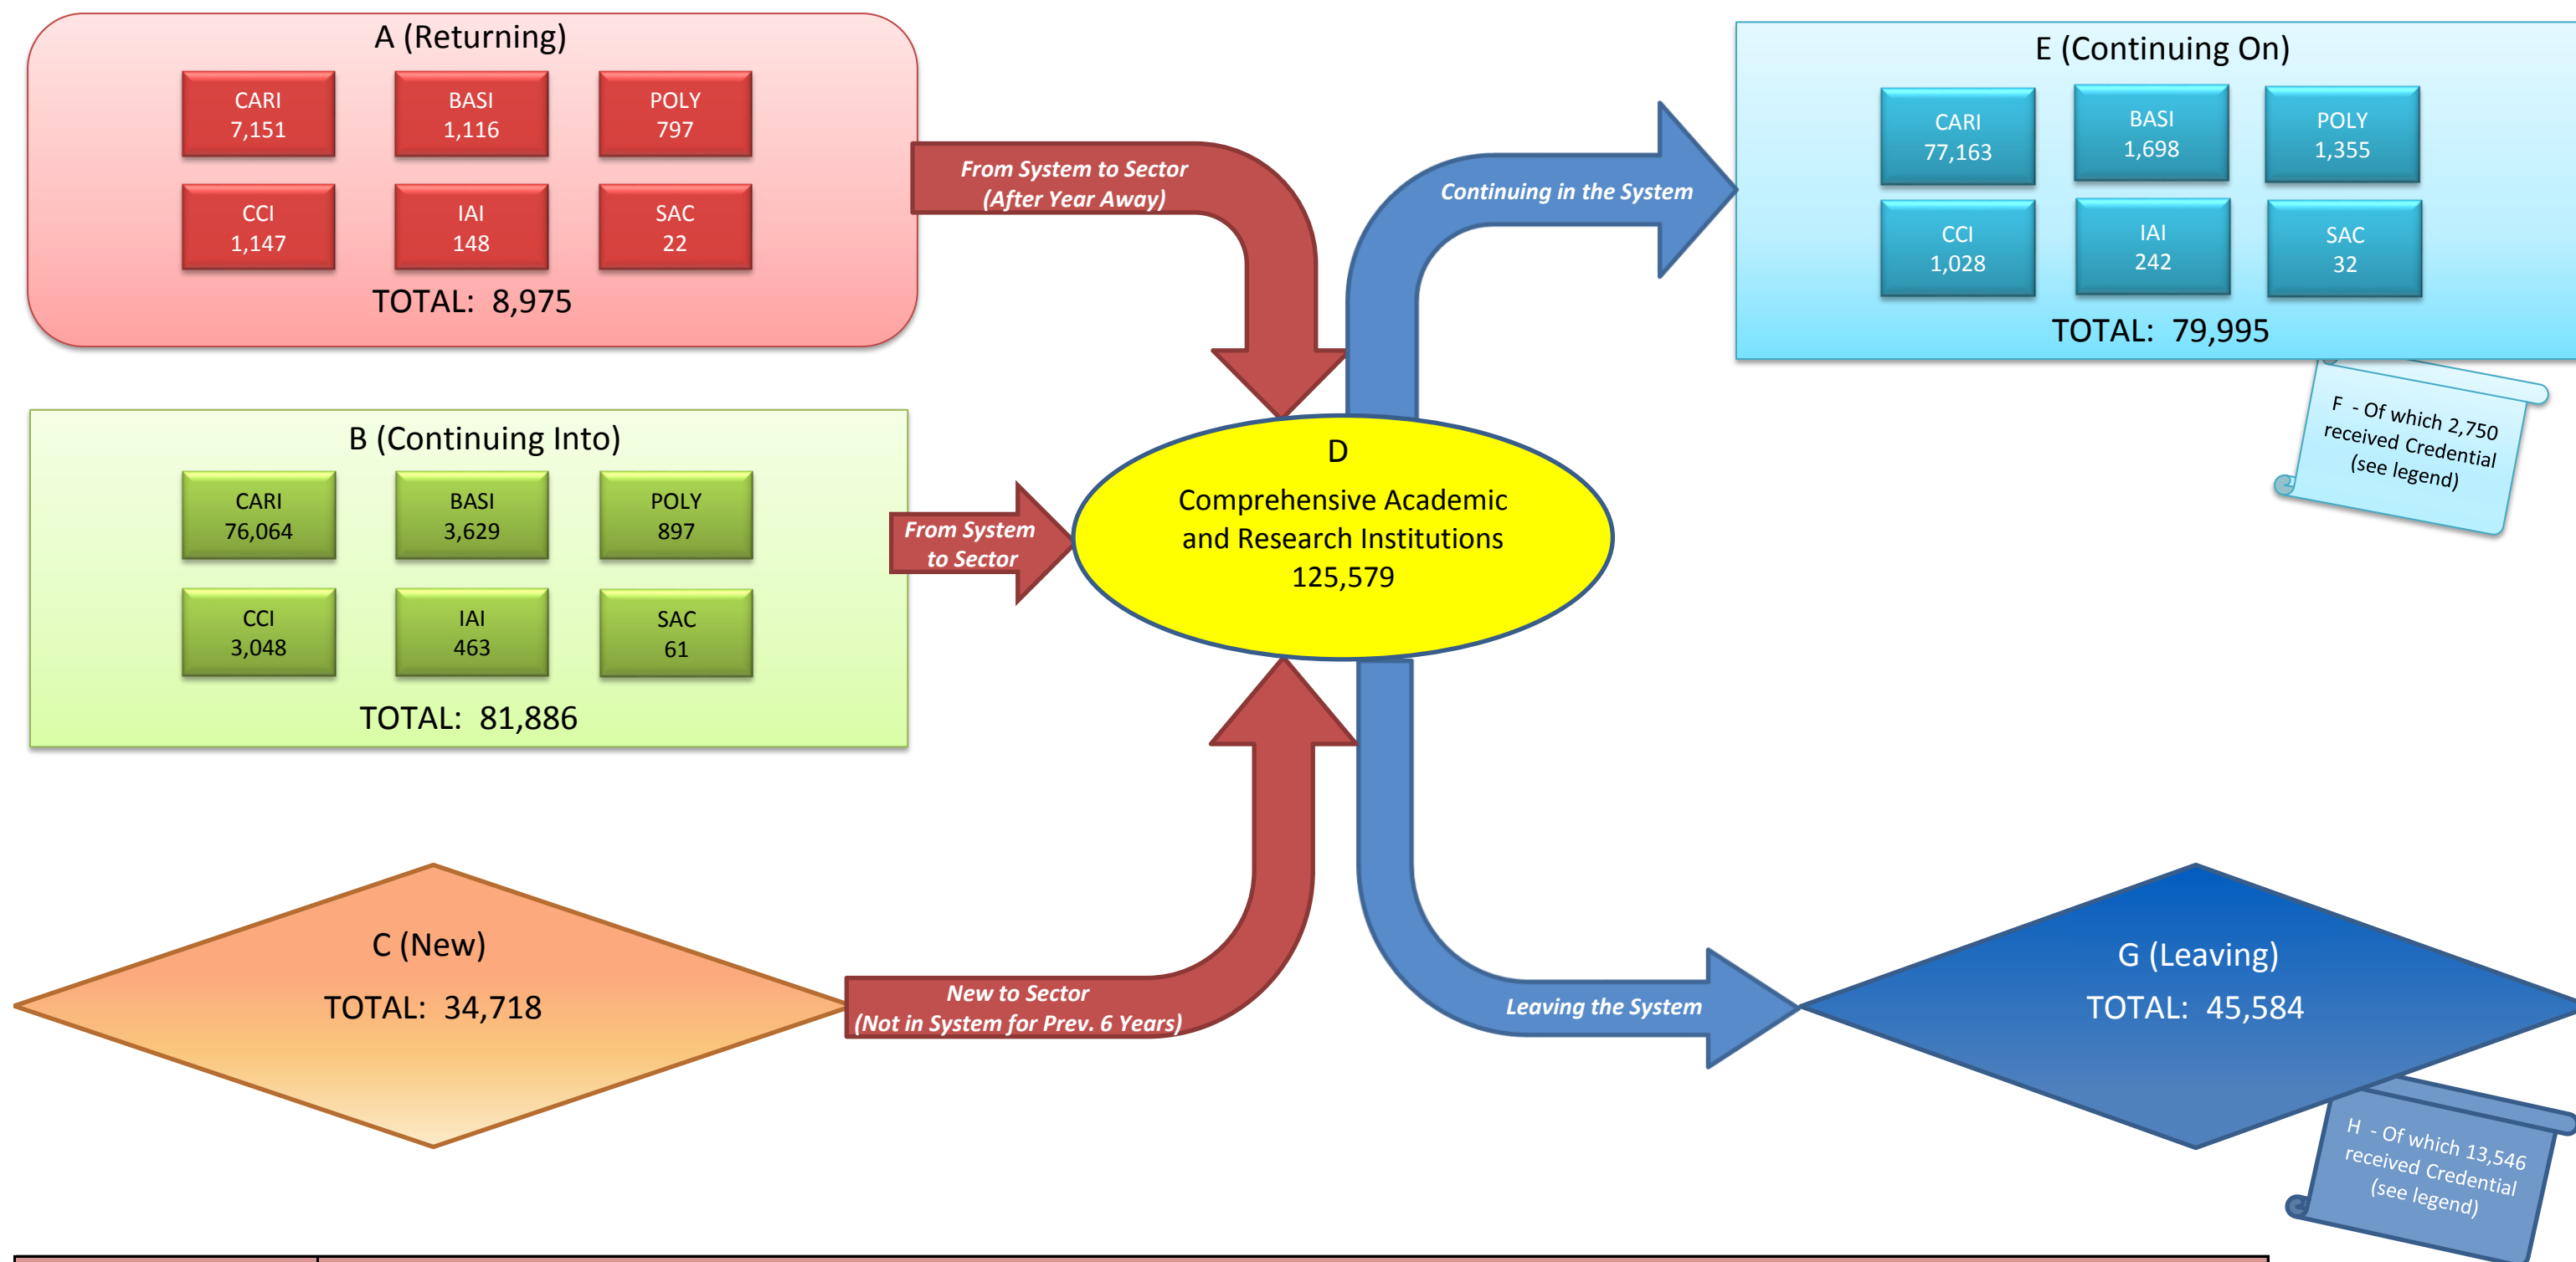 A (Returning)
CARI
7,151
BASI
1,116
POLY
797
CCI
1,147
IAI
148
SAC
22
TOTAL: 8,975
From System to Sector
(After Year Away)
B (Continuing Into)
CARI
76,064
BASI
3,629
POLY
897
CCI
3,048
IAI
463
SAC
61
TOTAL: 81,886
From System
to Sector
C (New)
TOTAL: 34,718
New to Sector
(Not in System for Prev. 6 Years)
D
Comprehensive Academic
and Research Institutions
125,579
Continuing in the System
E (Continuing On)
CARI
77,163
BASI
1,698
POLY
1,355
CCI
1,028
IAI
242
SAC
32
TOTAL: 79,995
F - Of which 2,750
received Credential
(see legend)
Leaving the System
G (Leaving)
TOTAL: 45,584
H - Of which 13,546
received Credential
(see legend)